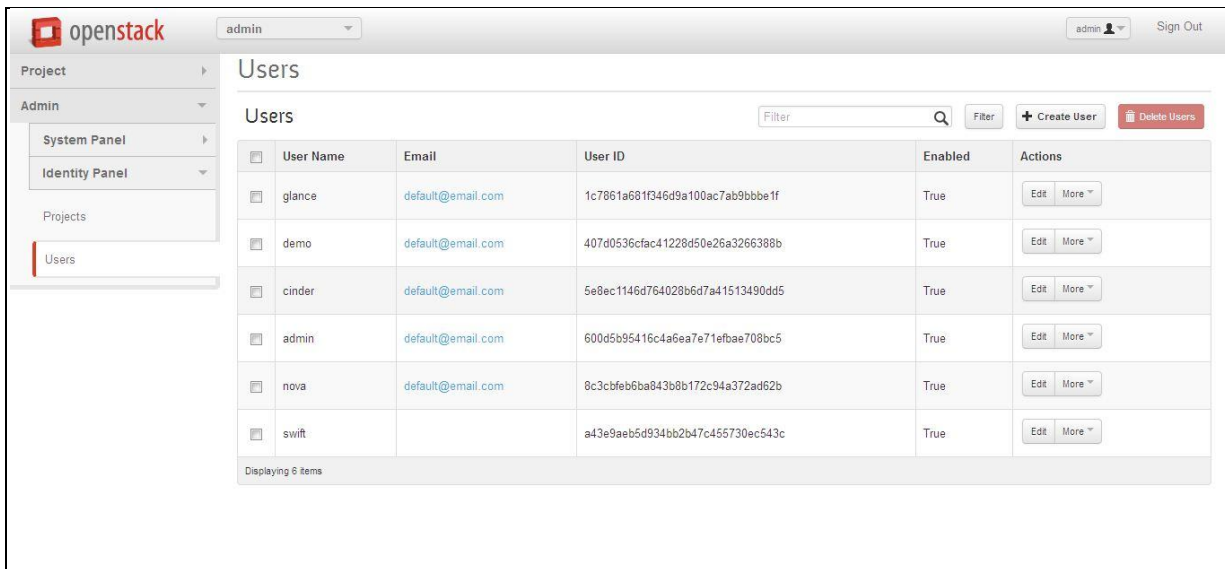 openstack admin admin Sign Out
Project
Admin
System Panel
Identity Panel
Projects
Users
Users
Users Filter Filter Create User Delete Users
User Name Email User ID Enabled Actions
glance default@email.com 1c7861a681f346d9a100ac7ab9bbbe1f True Edit More
demo default@email.com 407d0536cfac41228d50e26a3266388b True Edit More
cinder default@email.com 5e8ec1146d764028b6d7a41513490dd5 True Edit More
admin default@email.com 600d5b95416c4a6ea7e71efbae708bc5 True Edit More
nova default@email.com 8c3cbfeb6ba843b8b172c94a372ad62b True Edit More
swift a43e9aeb5d934bb2b47c455730ec543c True Edit More
Displaying 6 items